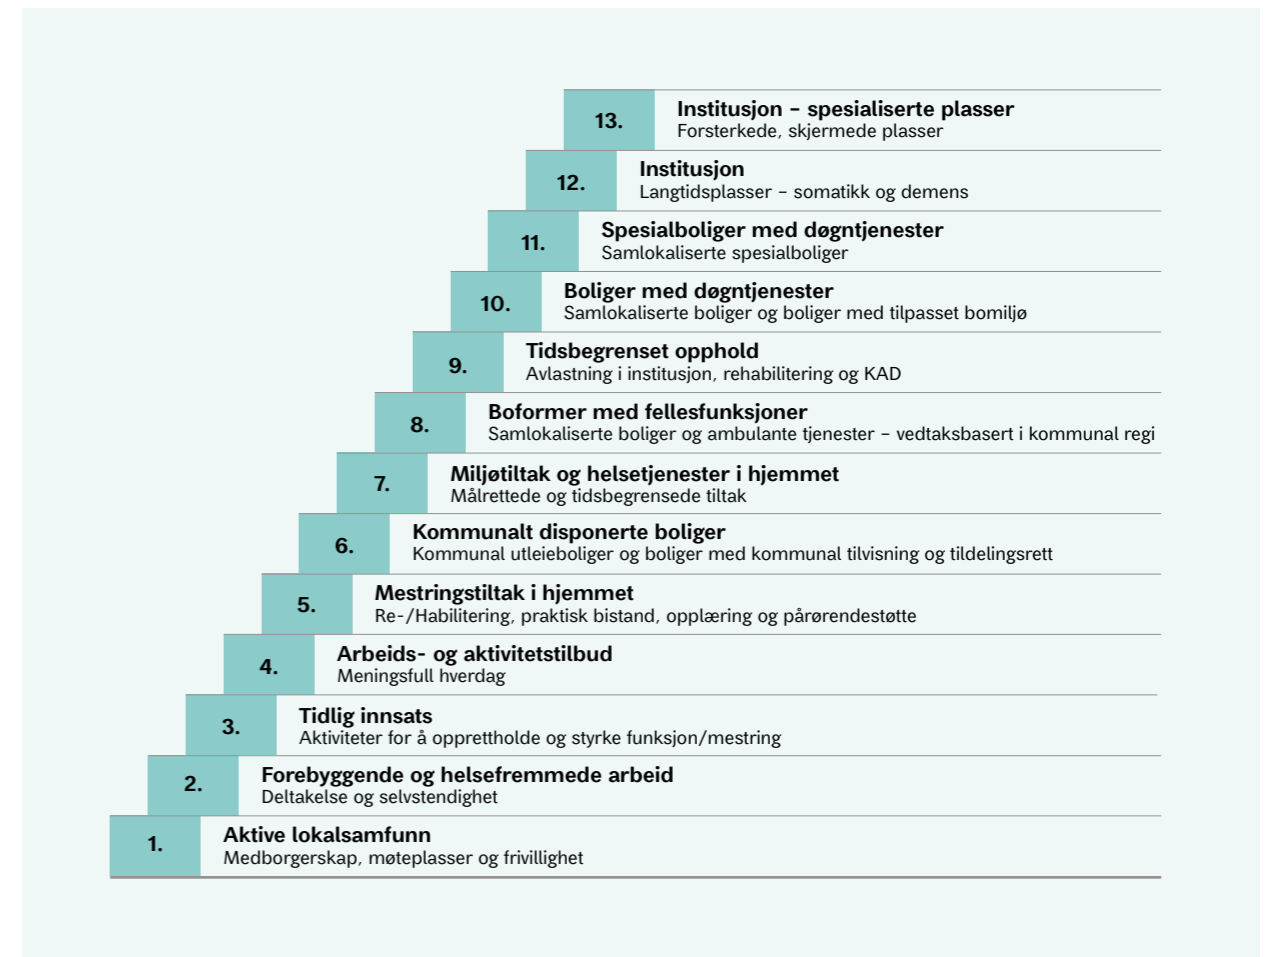 13.
Institusjon – spesialiserte plasser
Forsterkede, skjermede plasser
12.
Institusjon
Langtidsplasser – somatikk og demens
11.
Spesialboliger med døgntjenester
Samlokaliserte spesialboliger
10.
Boliger med døgntjenester
Samlokaliserte boliger og boliger med tilpasset bomiljø
9.
Tidsbegrenset opphold
Avlastning i institusjon, rehabilitering og KAD
8.
Boformer med fellesfunksjoner
Samlokaliserte boliger og ambulante tjenester – vedtaksbasert i kommunal regi
7.
Miljøtiltak og helsetjenester i hjemmet
Målrettede og tidsbegrensede tiltak
6.
Kommunalt disponerte boliger
Kommunal utleieboliger og boliger med kommunal tilvisning og tildelingsrett
5.
Mestringstiltak i hjemmet
Re-/Habilitering, praktisk bistand, opplæring og pårørendestøtte
4.
Arbeids- og aktivitetstilbud
Meningsfull hverdag
3.
Tidlig innsats
Aktiviteter for å opprettholde og styrke funksjon/mestring
2.
Forebyggende og helsefremmede arbeid
Deltakelse og selvstendighet
1.
Aktive lokalsamfunn
Medborgerskap, møteplasser og frivillighet